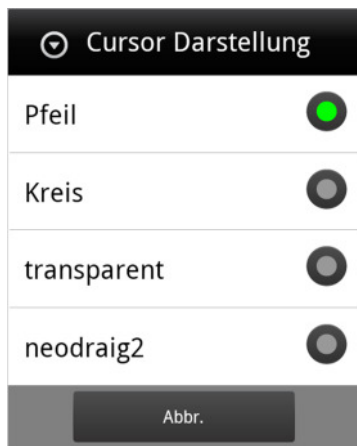 Cursor Darstellung
Pfeil
Kreis
transparent
neodraig2
Abbr.